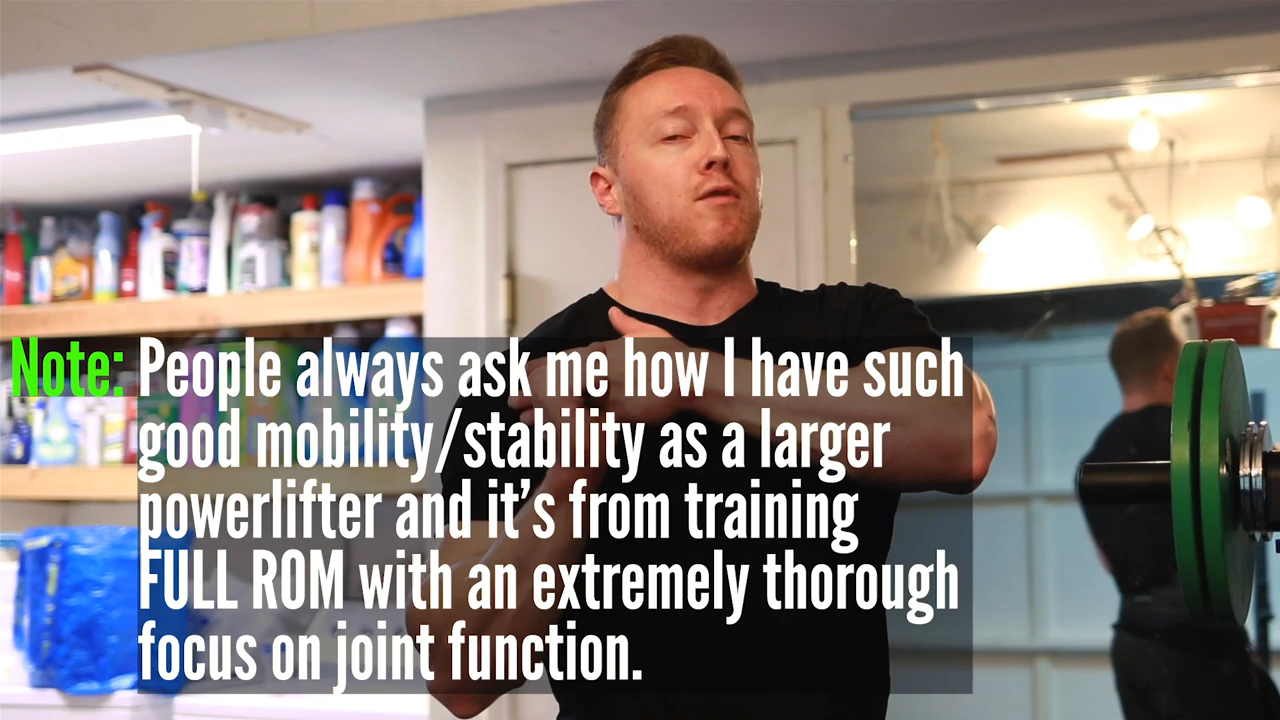 Note: People always ask me how I have such
good mobility/stability as a larger
powerlifter and it’s from training
FULL ROM with an extremely thorough
focus on joint function.